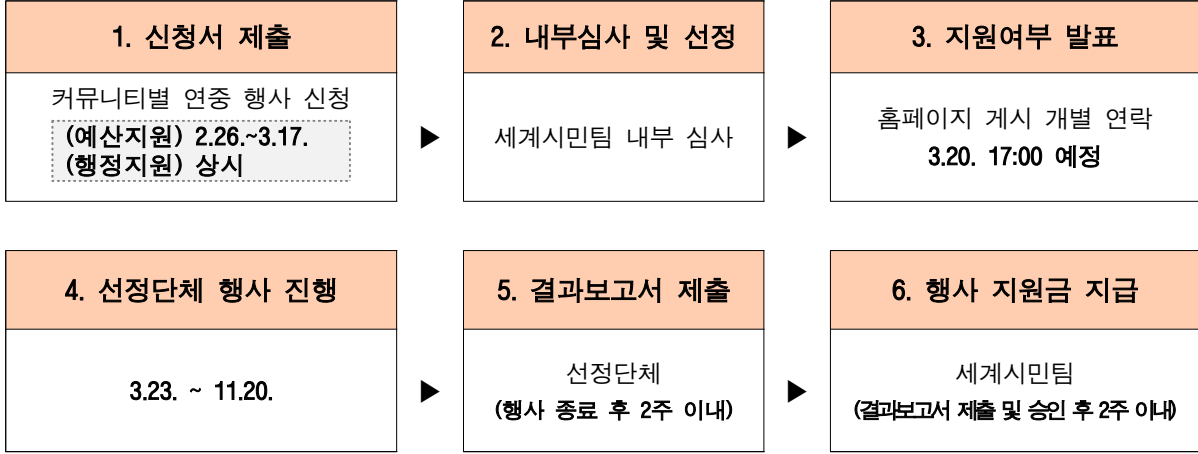 1. 신청서 제출
커뮤니티별 연중 행사 신청
(예산지원) 2.26.~3.17.
(행정지원) 상시
▶
2. 내부심사 및 선정
세계시민팀 내부 심사
▶
3. 지원여부 발표
홈페이지 게시 개별 연락
3.20. 17:00 예정
4. 선정단체 행사 진행
3.23. ~ 11.20.
▶
5. 결과보고서 제출
선정단체
(행사 종료 후 2주 이내)
▶
6. 행사 지원금 지급
세계시민팀
(결과보고서 제출 및 승인 후 2주 이내)